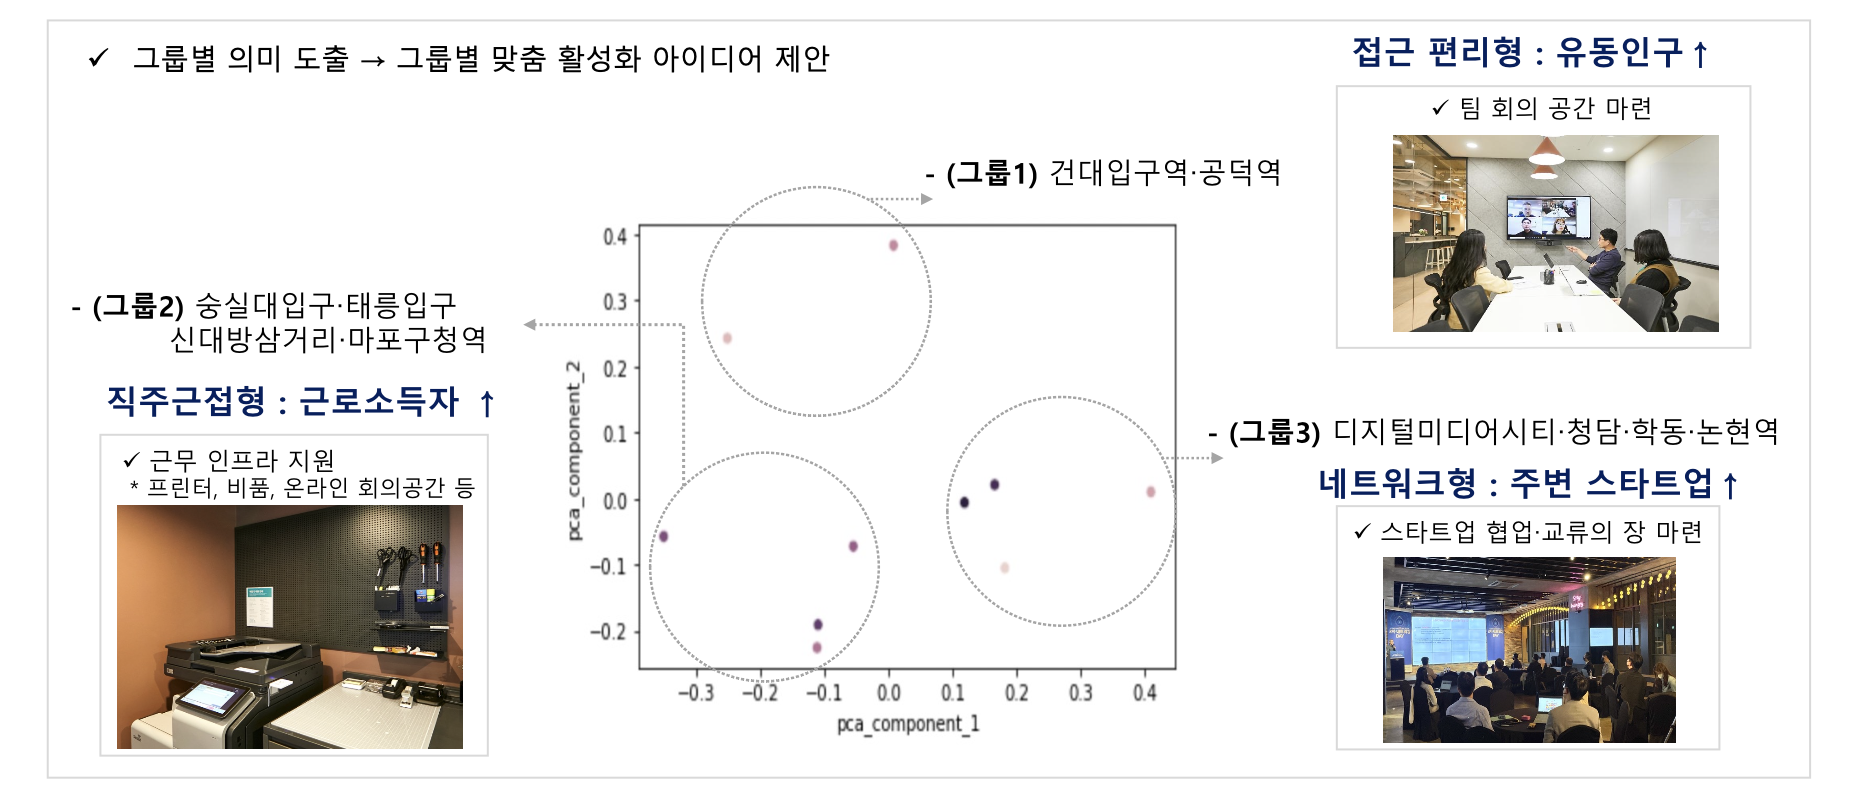 ✓ 그룹별 의미 도출 → 그룹별 맞춤 활성화 아이디어 제안
접근 편리형 : 유동인구↑
✓ 팀 회의 공간 마련
- (그룹1) 건대입구역·공덕역
- (그룹2) 숭실대입구·태릉입구
신대방삼거리·마포구청역
직주근접형 : 근로소득자 ↑
✓ 근무 인프라 지원
* 프린터, 비품, 온라인 회의공간 등
0.4
0.3
0.2
0.1
0.0
−0.1
−0.2
pca_component_2
−0.3 −0.2 −0.1 0.0 0.1 0.2 0.3 0.4
pca_component_1
- (그룹3) 디지털미디어시티·청담·학동·논현역
네트워크형 : 주변 스타트업↑
✓ 스타트업 협업·교류의 장 마련